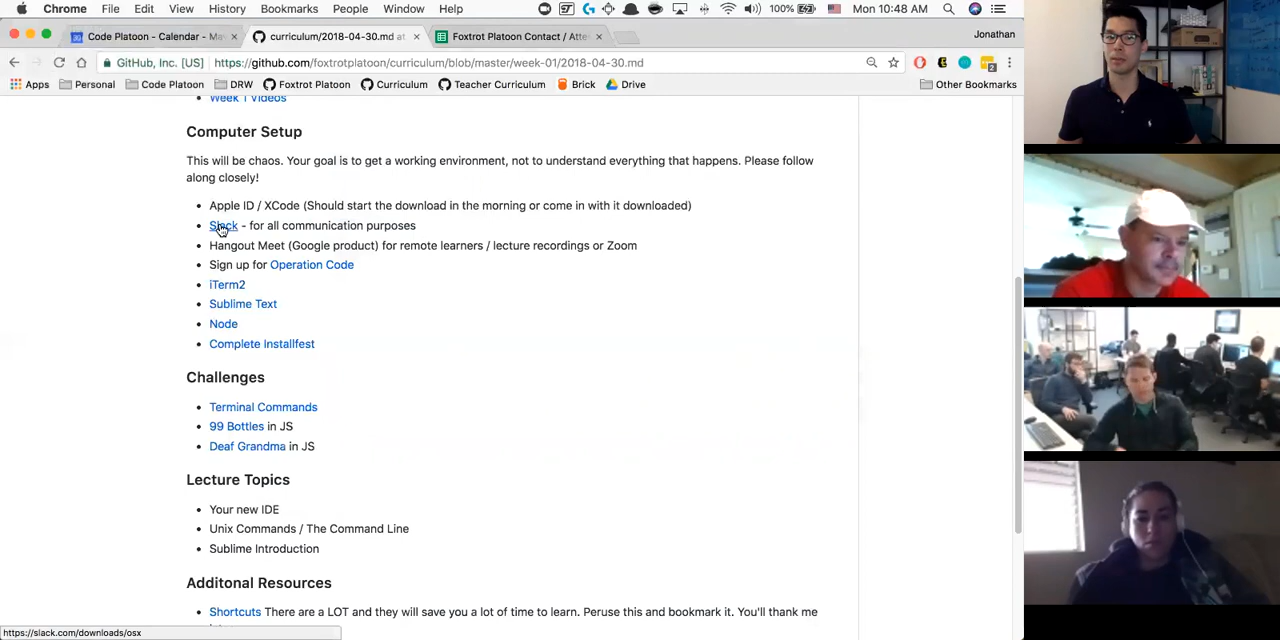 Chrome File Edit View History Bookmarks People Window Help 100% Mon 10:48 AM
Code Platoon - Calendar - Ma × curriculum/2018-04-30.md at × Foxtrot Platoon Contact / Atte × Jonathan
GitHub, Inc. [US] https://github.com/foxtrotplatoon/curriculum/blob/master/week-01/2018-04-30.md
Apps Personal Code Platoon DRW Foxtrot Platoon Curriculum Teacher Curriculum Brick Drive Other Bookmarks
Week 1 Videos
Computer Setup
This will be chaos. Your goal is to get a working environment, not to understand everything that happens. Please follow
along closely!
Apple ID / XCode (Should start the download in the morning or come in with it downloaded)
Slack - for all communication purposes
Hangout Meet (Google product) for remote learners / lecture recordings or Zoom
Sign up for Operation Code
iTerm2
Sublime Text
Node
Complete Installfest
Challenges
Terminal Commands
99 Bottles in JS
Deaf Grandma in JS
Lecture Topics
Your new IDE
Unix Commands / The Command Line
Sublime Introduction
Additonal Resources
Shortcuts There are a LOT and they will save you a lot of time to learn. Peruse this and bookmark it. You'll thank me
https://slack.com/downloads/osx